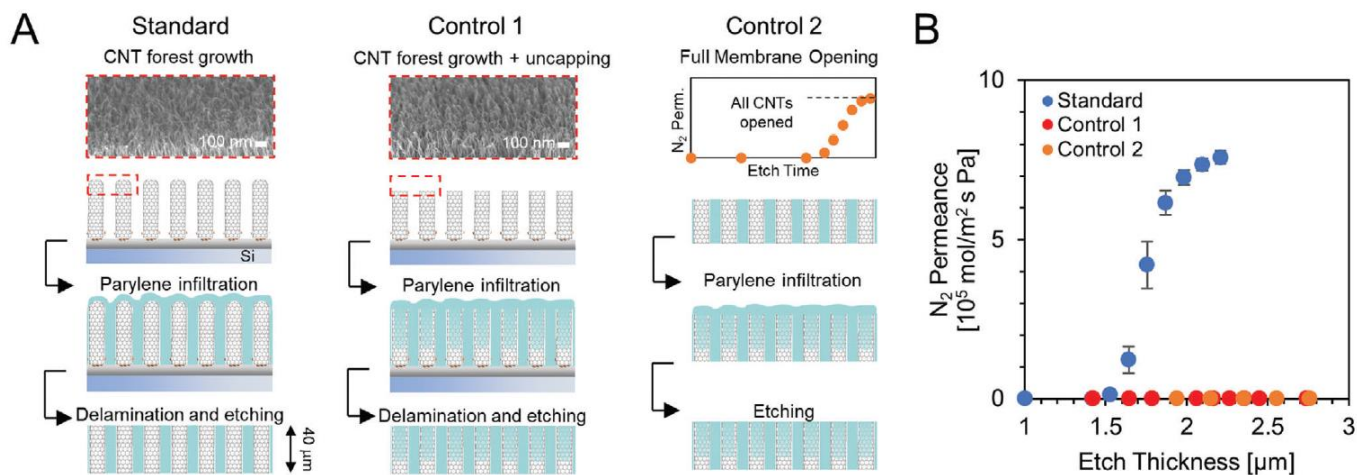 A
Standard
CNT forest growth
100 nm
Si
Parylene infiltration
Delamination and etching
40 µm
Control 1
CNT forest growth + uncapping
100 nm
Parylene infiltration
Delamination and etching
Control 2
Full Membrane Opening
N₂ Perm.
All CNTs
opened
Etch Time
Parylene infiltration
Etching
B
10
5
0
N₂ Permeance
[10⁵ mol/m² s Pa]
Standard
Control 1
Control 2
1
1.5
2
2.5
3
Etch Thickness [µm]